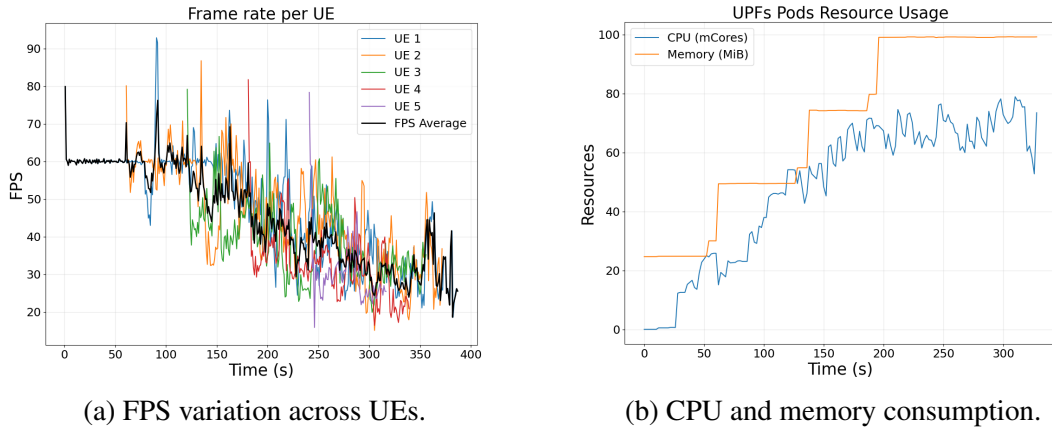 Frame rate per UE
UE 1
UE 2
UE 3
UE 4
UE 5
FPS Average
90
80
70
60
50
40
30
20
FPS
0 50 100 150 200 250 300 350 400
Time (s)
(a) FPS variation across UEs.
UPFs Pods Resource Usage
CPU (mCores)
Memory (MiB)
100
80
60
40
20
0
Resources
0 50 100 150 200 250 300
Time (s)
(b) CPU and memory consumption.